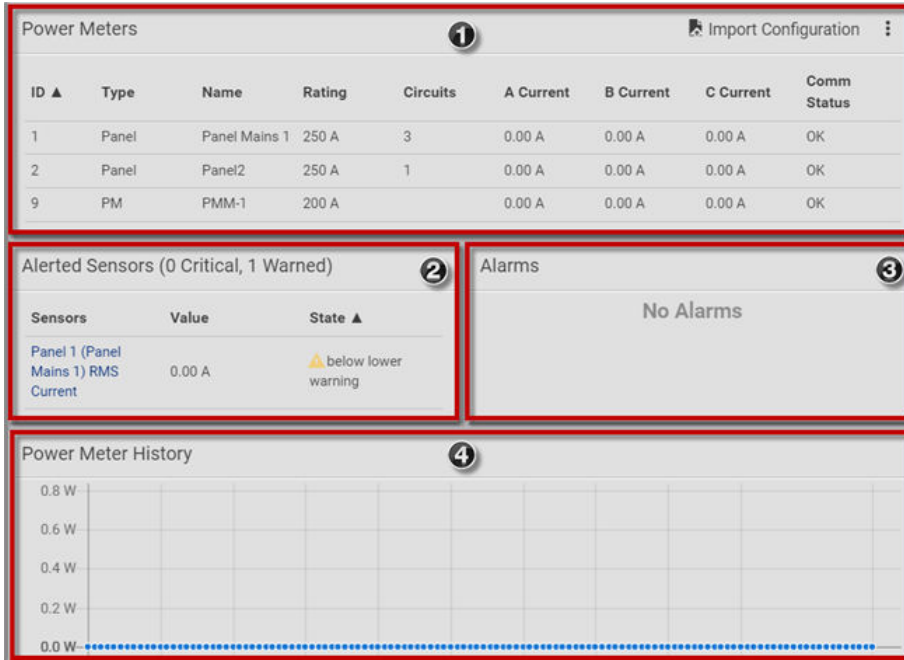 Power Meters 1 Import Configuration
ID ▲ Type Name Rating Circuits A Current B Current C Current Comm Status
1 Panel Panel Mains 1 250 A 3 0.00 A 0.00 A 0.00 A OK
2 Panel Panel2 250 A 1 0.00 A 0.00 A 0.00 A OK
9 PM PMM-1 200 A 0.00 A 0.00 A 0.00 A OK
Alerted Sensors (0 Critical, 1 Warned) 2
Sensors Value State ▲
Panel 1 (Panel
Mains 1) RMS
Current
0.00 A
below lower
warning
Alarms 3
No Alarms
Power Meter History 4
0.8 W
0.6 W
0.4 W
0.2 W
0.0 W